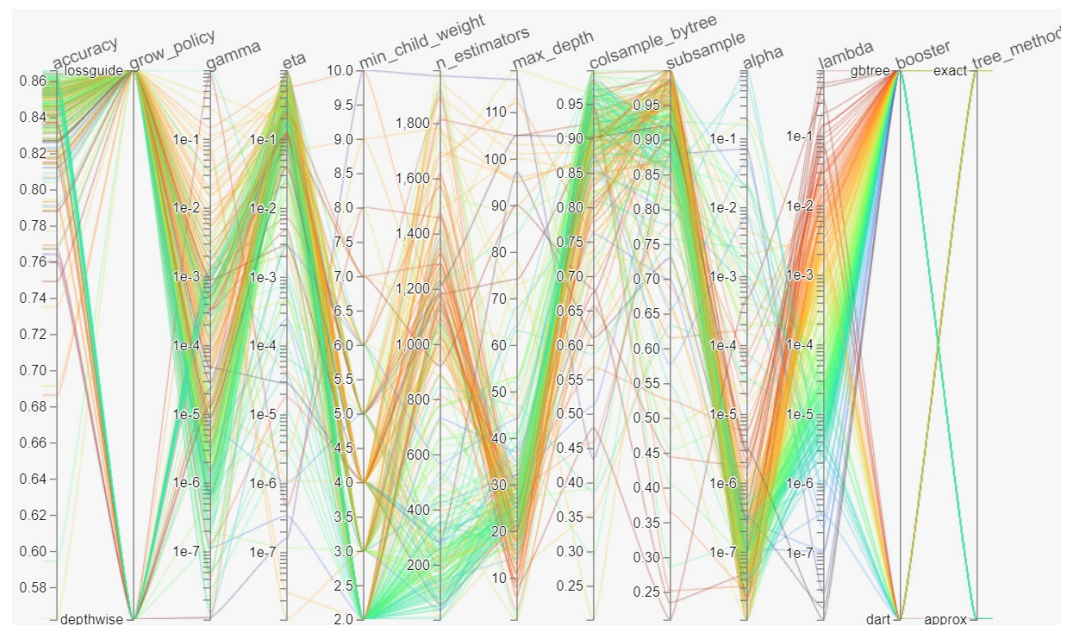 accuracy
grow_policy
gamma
eta
min_child_weight
n_estimators
max_depth
colsample_bytree
subsample
alpha
lambda
booster
tree_method
0.86
0.84
0.82
0.80
0.78
0.76
0.74
0.72
0.70
0.68
0.66
0.64
0.62
0.60
0.58
lossguide
depthwise
1e-1
1e-2
1e-3
1e-4
1e-5
1e-6
1e-7
1e-1
1e-2
1e-3
1e-4
1e-5
1e-6
1e-7
10.0
9.5
9.0
8.5
8.0
7.5
7.0
6.5
6.0
5.5
5.0
4.5
4.0
3.5
3.0
2.5
2.0
1,800
1,600
1,400
1,200
1,000
800
600
400
200
110
100
90
80
70
60
50
40
30
20
10
0.95
0.90
0.85
0.80
0.75
0.70
0.65
0.60
0.55
0.50
0.45
0.40
0.35
0.30
0.25
0.95
0.90
0.85
0.80
0.75
0.70
0.65
0.60
0.55
0.50
0.45
0.40
0.35
0.30
0.25
1e-1
1e-2
1e-3
1e-4
1e-5
1e-6
1e-7
1e-1
1e-2
1e-3
1e-4
1e-5
1e-6
1e-7
gbtree
dart
exact
approx